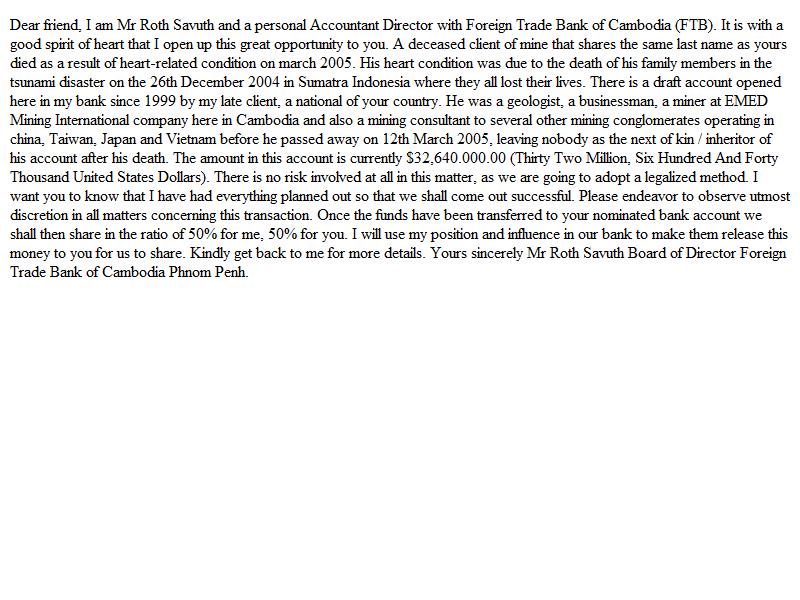 Dear friend, I am Mr Roth Savuth and a personal Accountant Director with Foreign Trade Bank of Cambodia (FTB). It is with a
good spirit of heart that I open up this great opportunity to you. A deceased client of mine that shares the same last name as yours
died as a result of heart-related condition on march 2005. His heart condition was due to the death of his family members in the
tsunami disaster on the 26th December 2004 in Sumatra Indonesia where they all lost their lives. There is a draft account opened
here in my bank since 1999 by my late client, a national of your country. He was a geologist, a businessman, a miner at EMED
Mining International company here in Cambodia and also a mining consultant to several other mining conglomerates operating in
china, Taiwan, Japan and Vietnam before he passed away on 12th March 2005, leaving nobody as the next of kin / inheritor of
his account after his death. The amount in this account is currently $32,640.000.00 (Thirty Two Million, Six Hundred And Forty
Thousand United States Dollars). There is no risk involved at all in this matter, as we are going to adopt a legalized method. I
want you to know that I have had everything planned out so that we shall come out successful. Please endeavor to observe utmost
discretion in all matters concerning this transaction. Once the funds have been transferred to your nominated bank account we
shall then share in the ratio of 50% for me, 50% for you. I will use my position and influence in our bank to make them release this
money to you for us to share. Kindly get back to me for more details. Yours sincerely Mr Roth Savuth Board of Director Foreign
Trade Bank of Cambodia Phnom Penh.